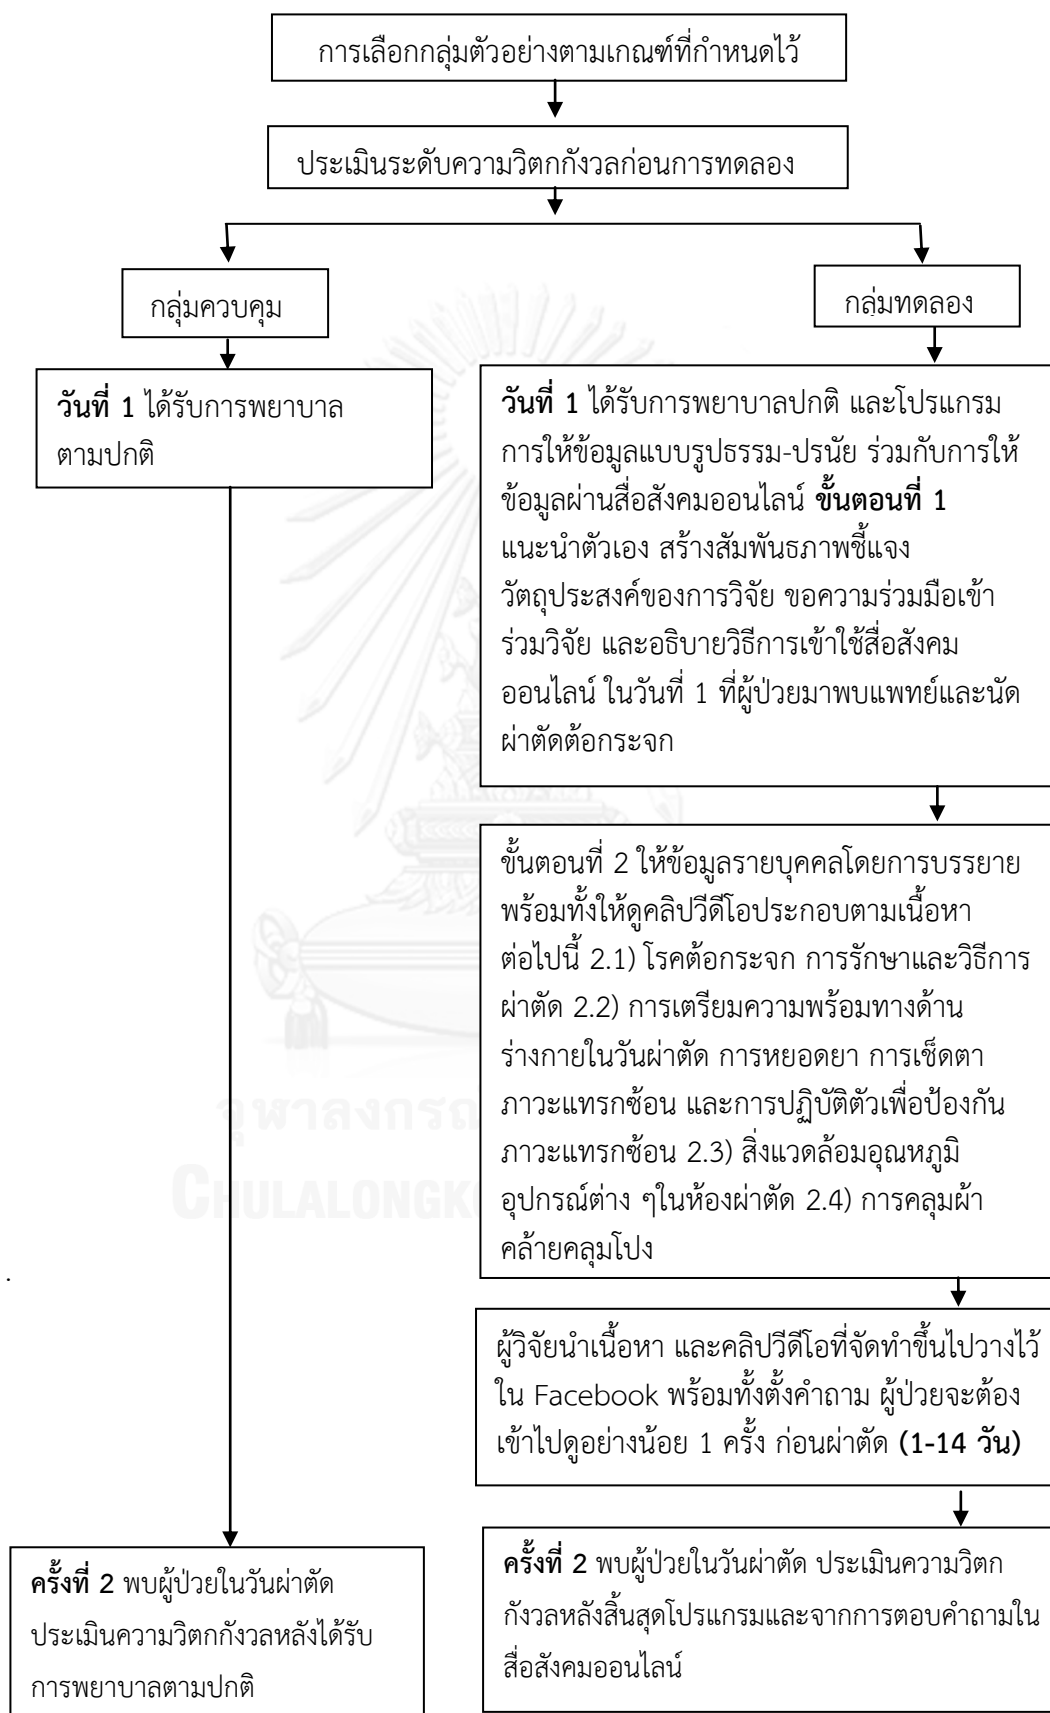 การเลือกกลุ่มตัวอย่างตามเกณฑ์ที่กำหนดไว้
ประเมินระดับความวิตกกังวลก่อนการทดลอง
กลุ่มควบคุม
กลุ่มทดลอง
วันที่ 1 ได้รับการพยาบาล
ตามปกติ
วันที่ 1 ได้รับการพยาบาลปกติ และโปรแกรม
การให้ข้อมูลแบบรูปธรรม-ปรนัย ร่วมกับการให้
ข้อมูลผ่านสื่อสังคมออนไลน์ ขั้นตอนที่ 1
แนะนำตัวเอง สร้างสัมพันธภาพชี้แจง
วัตถุประสงค์ของการวิจัย ขอความร่วมมือเข้า
ร่วมวิจัย และอธิบายวิธีการเข้าใช้สื่อสังคม
ออนไลน์ ในวันที่ 1 ที่ผู้ป่วยมาพบแพทย์และนัด
ผ่าตัดต้อกระจก
ขั้นตอนที่ 2 ให้ข้อมูลรายบุคคลโดยการบรรยาย
พร้อมทั้งให้ดูคลิปวีดีโอประกอบตามเนื้อหา
ต่อไปนี้ 2.1) โรคต้อกระจก การรักษาและวิธีการ
ผ่าตัด 2.2) การเตรียมความพร้อมทางด้าน
ร่างกายในวันผ่าตัด การหยอดยา การเช็ดตา
ภาวะแทรกซ้อน และการปฏิบัติตัวเพื่อป้องกัน
ภาวะแทรกซ้อน 2.3) สิ่งแวดล้อมอุณหภูมิ
อุปกรณ์ต่าง ๆในห้องผ่าตัด 2.4) การคลุมผ้า
คล้ายคลุมโปง
จุฬาลงกรณ
CHULALONGK
.
ผู้วิจัยนำเนื้อหา และคลิปวีดีโอที่จัดทำขึ้นไปวางไว้
ใน Facebook พร้อมทั้งตั้งคำถาม ผู้ป่วยจะต้อง
เข้าไปดูอย่างน้อย 1 ครั้ง ก่อนผ่าตัด (1-14 วัน)
ครั้งที่ 2 พบผู้ป่วยในวันผ่าตัด
ประเมินความวิตกกังวลหลังได้รับ
การพยาบาลตามปกติ
ครั้งที่ 2 พบผู้ป่วยในวันผ่าตัด ประเมินความวิตก
กังวลหลังสิ้นสุดโปรแกรมและจากการตอบคำถามใน
สื่อสังคมออนไลน์